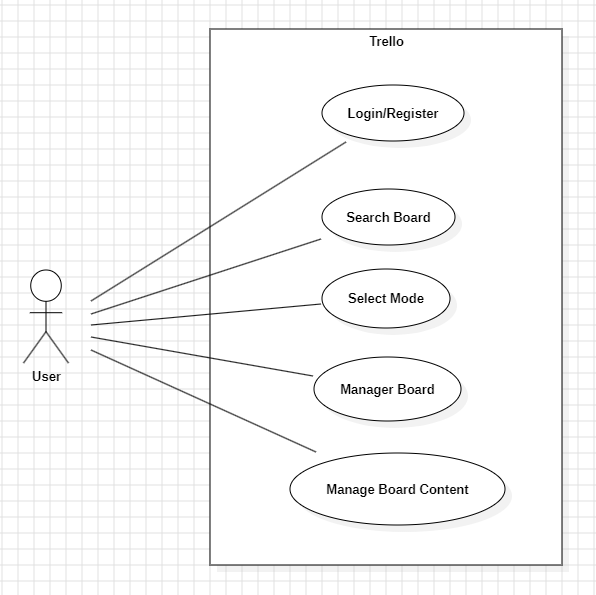 Trello
Login/Register
Search Board
Select Mode
Manager Board
Manage Board Content
User